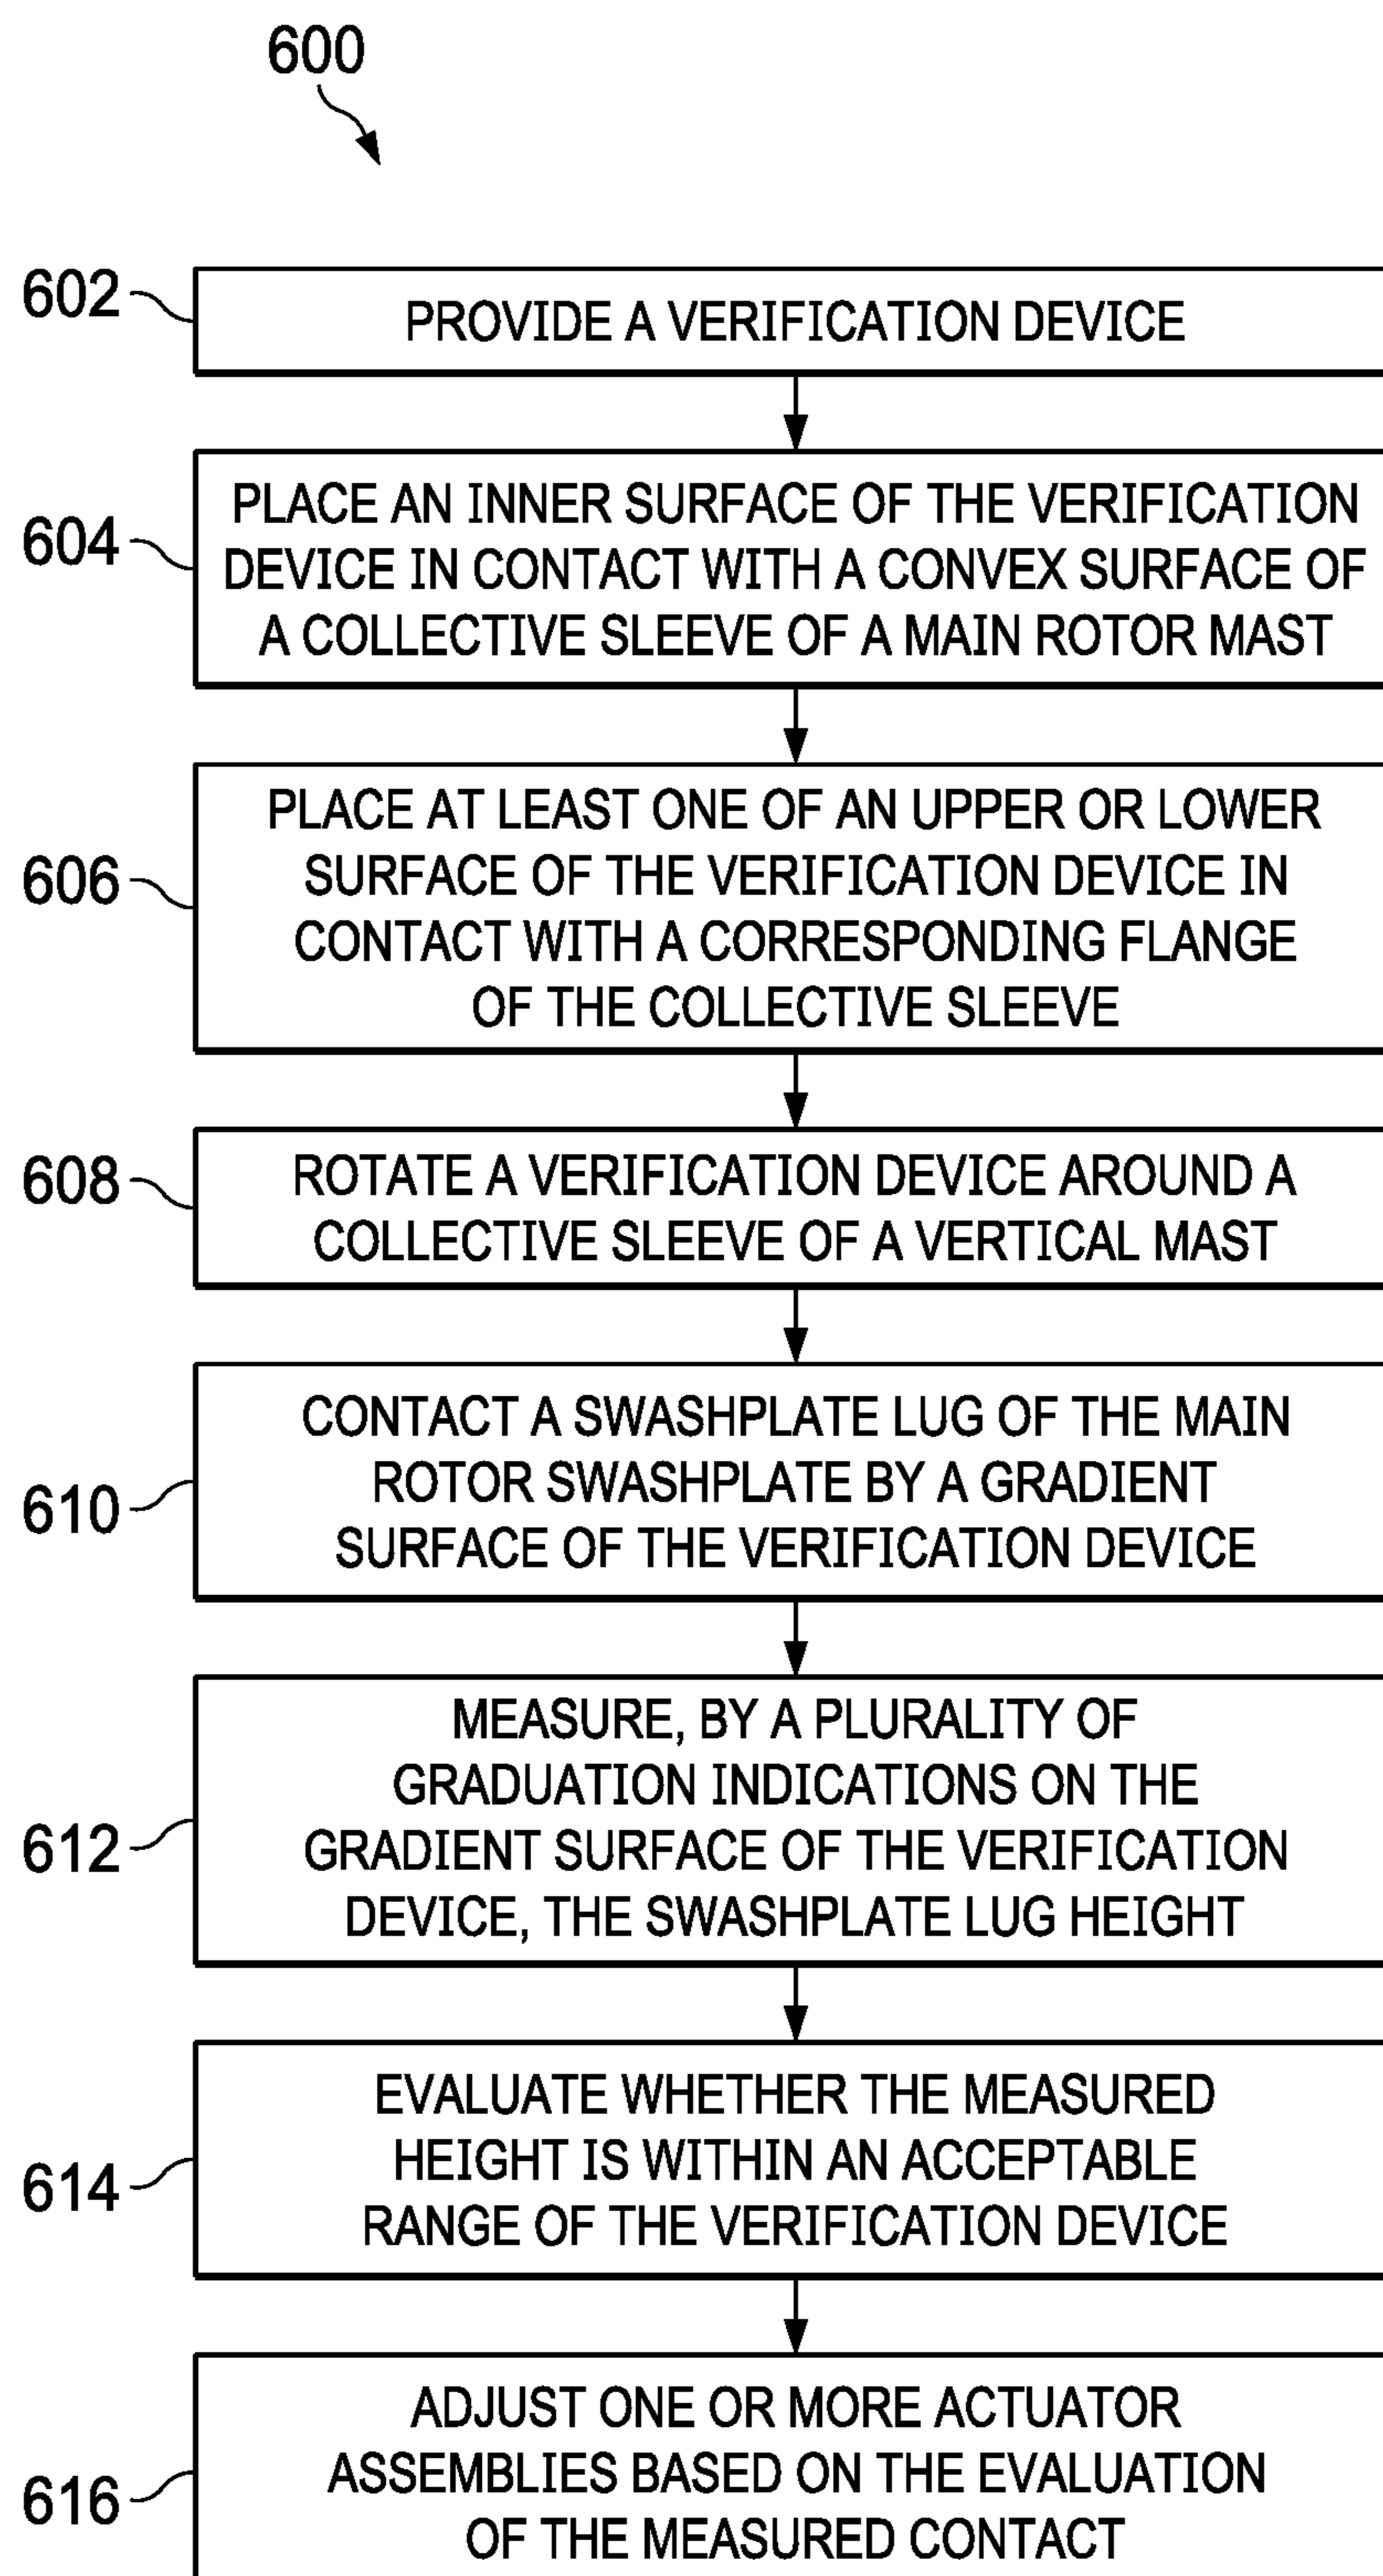 600
602
PROVIDE A VERIFICATION DEVICE
604
PLACE AN INNER SURFACE OF THE VERIFICATION
DEVICE IN CONTACT WITH A CONVEX SURFACE OF
A COLLECTIVE SLEEVE OF A MAIN ROTOR MAST
606
PLACE AT LEAST ONE OF AN UPPER OR LOWER
SURFACE OF THE VERIFICATION DEVICE IN
CONTACT WITH A CORRESPONDING FLANGE
OF THE COLLECTIVE SLEEVE
608
ROTATE A VERIFICATION DEVICE AROUND A
COLLECTIVE SLEEVE OF A VERTICAL MAST
610
CONTACT A SWASHPLATE LUG OF THE MAIN
ROTOR SWASHPLATE BY A GRADIENT
SURFACE OF THE VERIFICATION DEVICE
612
MEASURE, BY A PLURALITY OF
GRADUATION INDICATIONS ON THE
GRADIENT SURFACE OF THE VERIFICATION
DEVICE, THE SWASHPLATE LUG HEIGHT
614
EVALUATE WHETHER THE MEASURED
HEIGHT IS WITHIN AN ACCEPTABLE
RANGE OF THE VERIFICATION DEVICE
616
ADJUST ONE OR MORE ACTUATOR
ASSEMBLIES BASED ON THE EVALUATION
OF THE MEASURED CONTACT